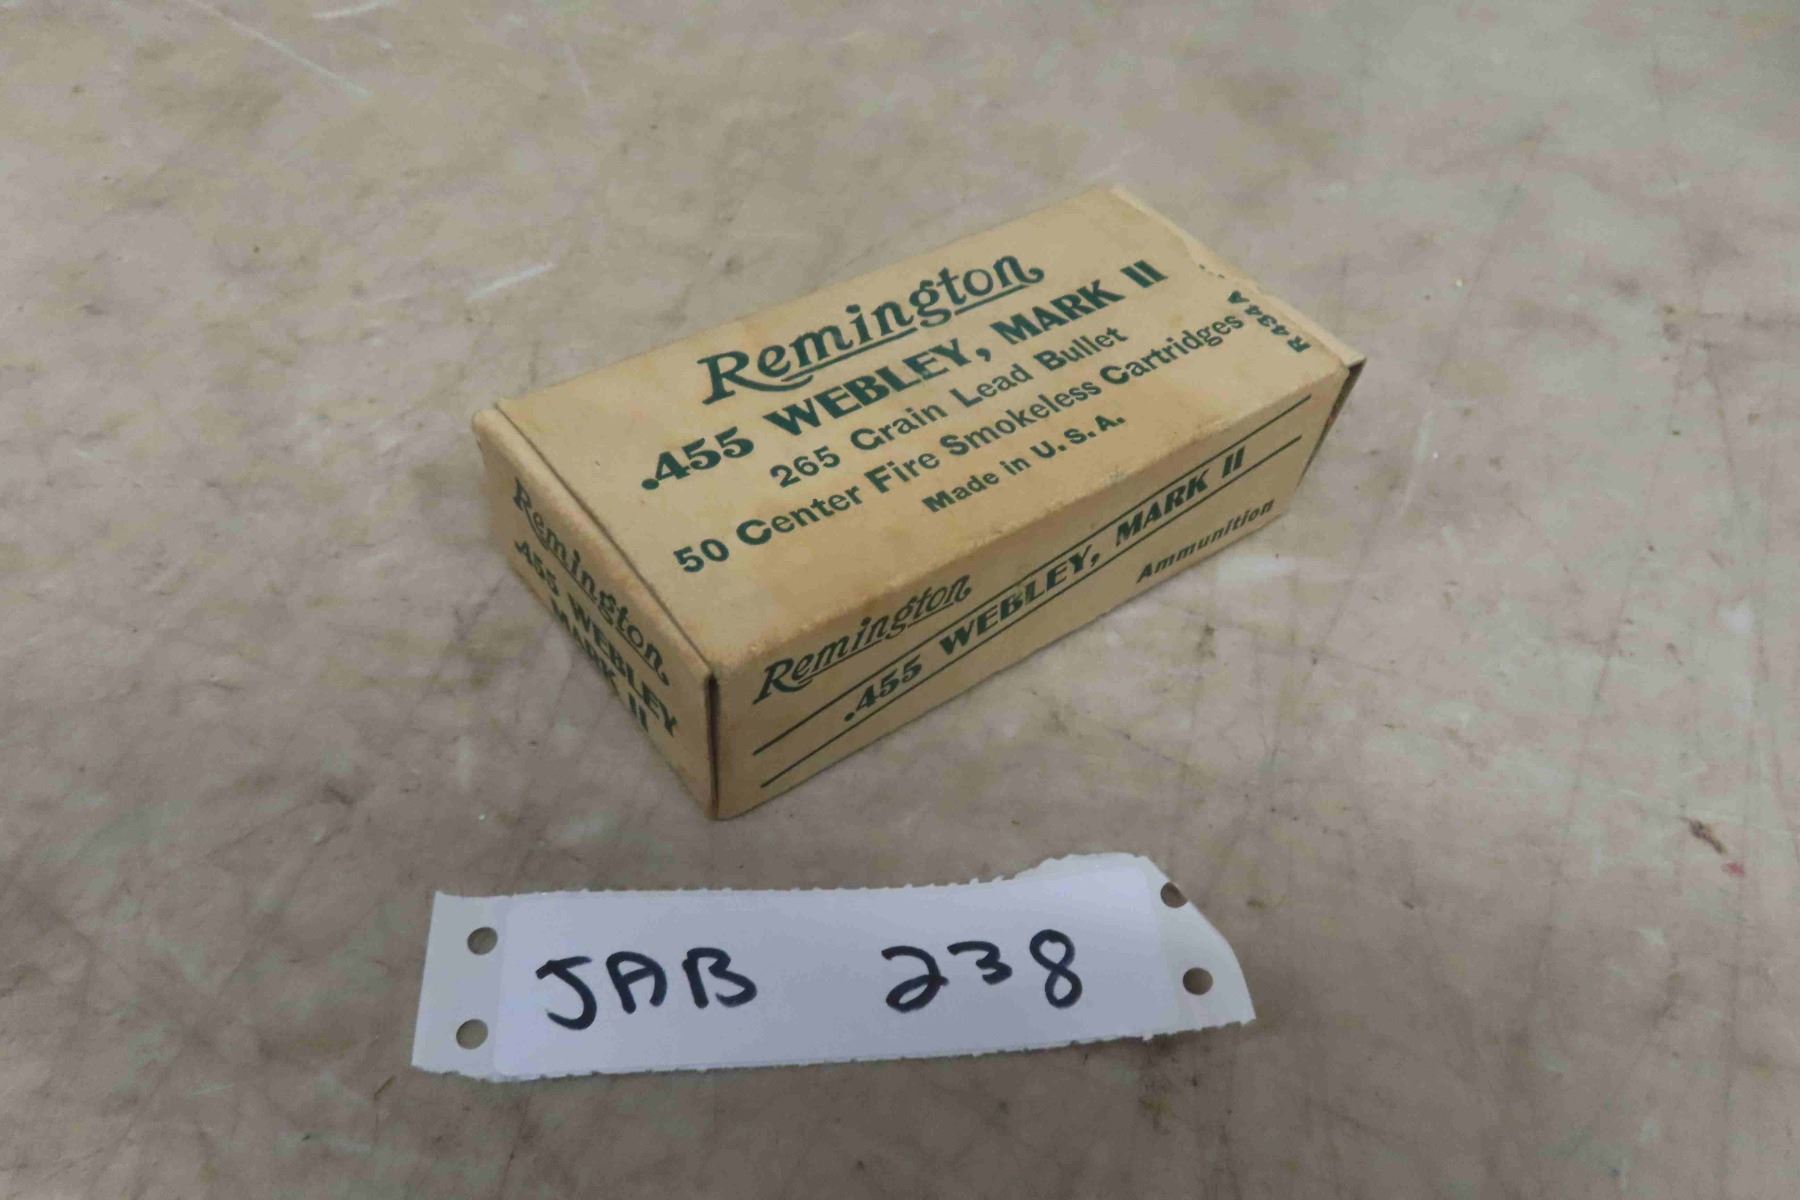 Remington
.455 WEBLEY, MARK II
265 Grain Lead Bullet
50 Center Fire Smokeless Cartridges
Made in U.S.A.
R434A
Remington
.455 WEBLEY
MARK II
Remington
.455 WEBLEY, MARK II
Ammunition
JAB 238